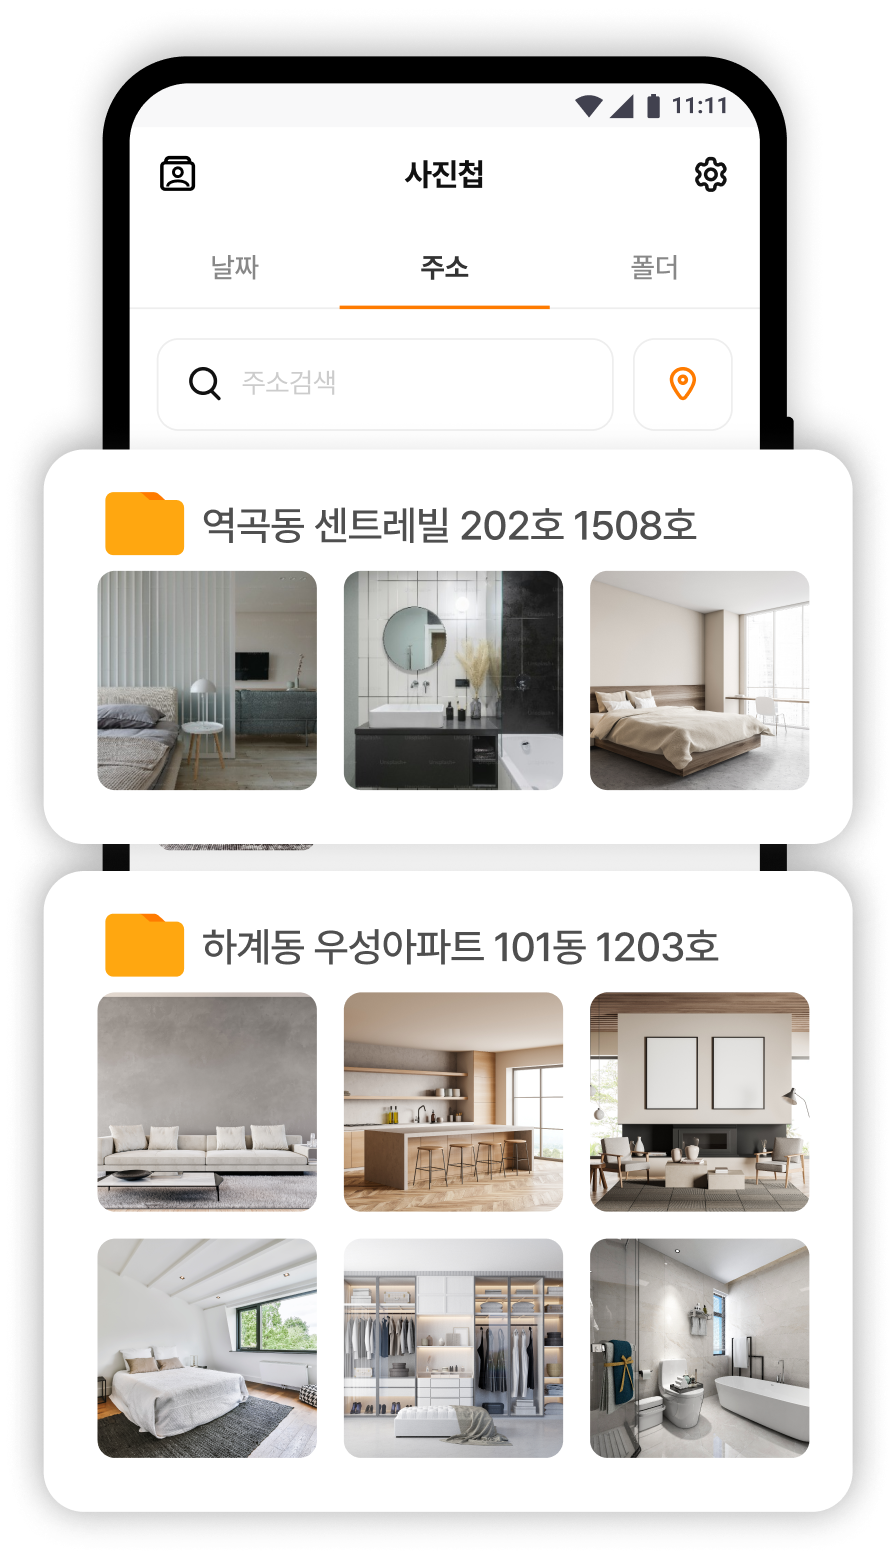 11:11
사진첩
날짜
주소
폴더
주소검색
역곡동 센트레빌 202호 1508호
하계동 우성아파트 101동 1203호